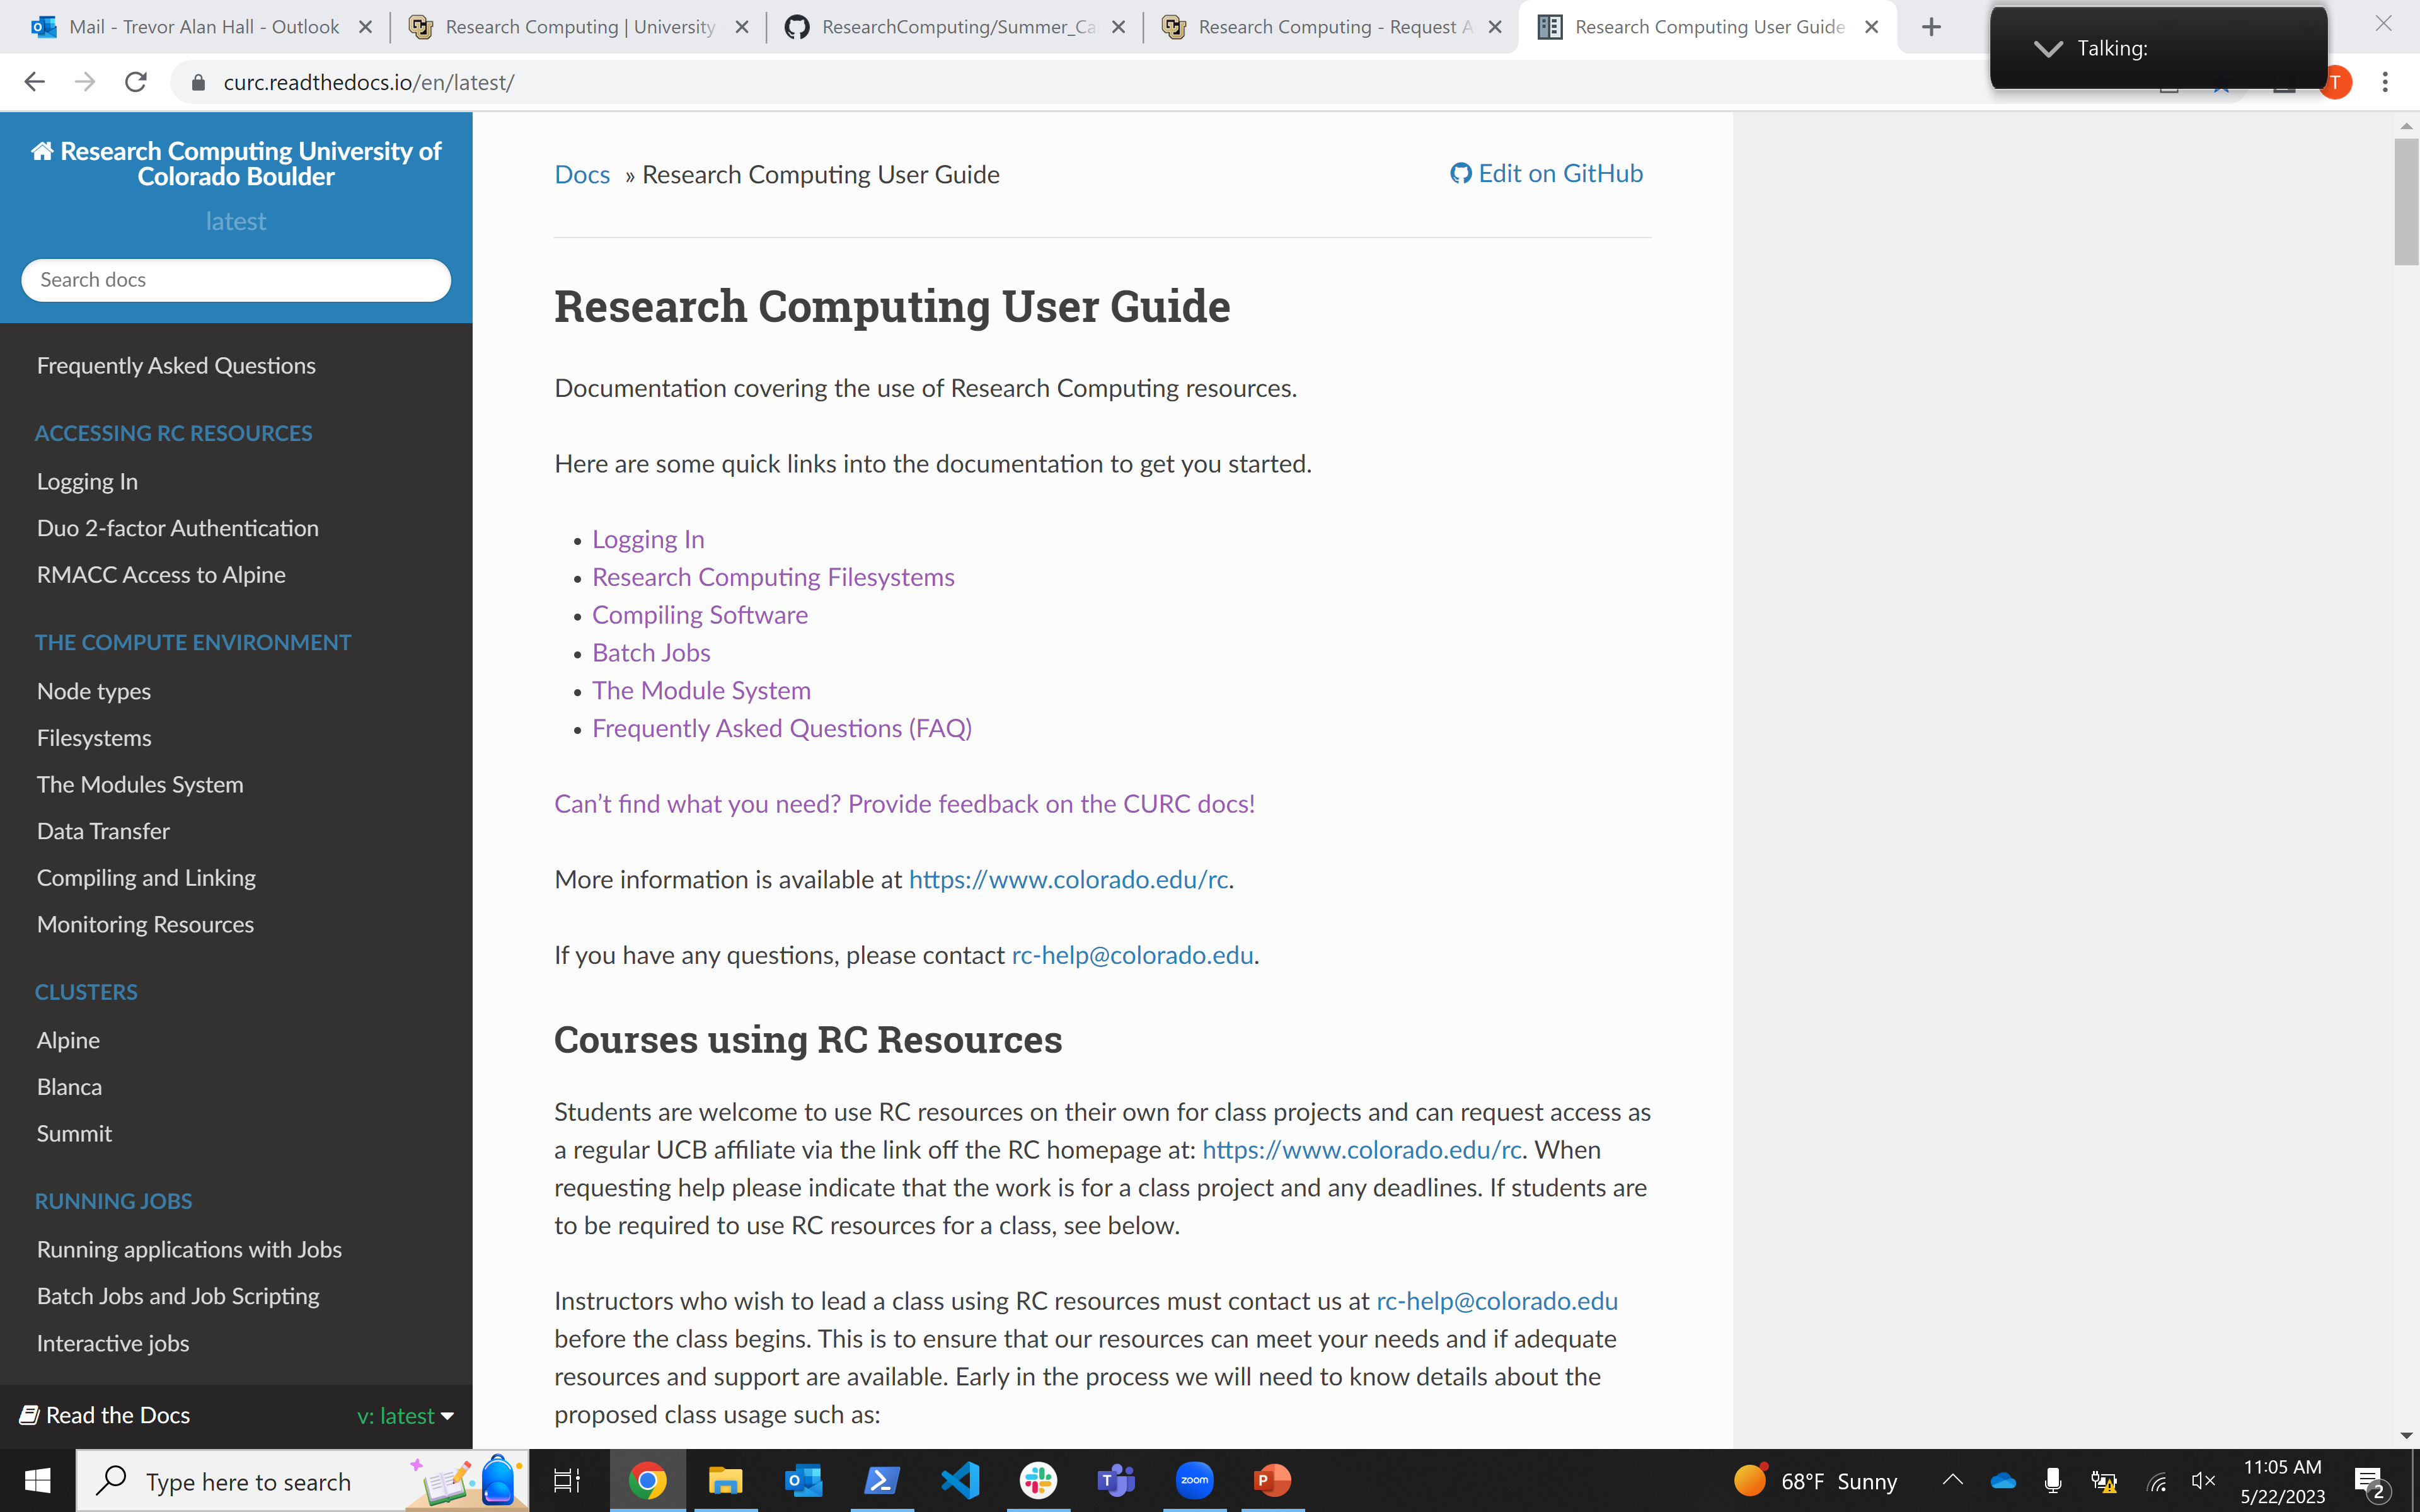 Mail - Trevor Alan Hall - Outlook
Research Computing | University
ResearchComputing/Summer_Ca
Research Computing - Request A
Research Computing User Guide
Talking:
curc.readthedocs.io/en/latest/
T
Research Computing University of
Colorado Boulder
latest
Search docs
Frequently Asked Questions
ACCESSING RC RESOURCES
Logging In
Duo 2-factor Authentication
RMACC Access to Alpine
THE COMPUTE ENVIRONMENT
Node types
Filesystems
The Modules System
Data Transfer
Compiling and Linking
Monitoring Resources
CLUSTERS
Alpine
Blanca
Summit
RUNNING JOBS
Running applications with Jobs
Batch Jobs and Job Scripting
Interactive jobs
Read the Docs
v: latest
Docs » Research Computing User Guide
Edit on GitHub
Research Computing User Guide
Documentation covering the use of Research Computing resources.
Here are some quick links into the documentation to get you started.
• Logging In
• Research Computing Filesystems
• Compiling Software
• Batch Jobs
• The Module System
• Frequently Asked Questions (FAQ)
Can’t find what you need? Provide feedback on the CURC docs!
More information is available at https://www.colorado.edu/rc.
If you have any questions, please contact rc-help@colorado.edu.
Courses using RC Resources
Students are welcome to use RC resources on their own for class projects and can request access as
a regular UCB affiliate via the link off the RC homepage at: https://www.colorado.edu/rc. When
requesting help please indicate that the work is for a class project and any deadlines. If students are
to be required to use RC resources for a class, see below.
Instructors who wish to lead a class using RC resources must contact us at rc-help@colorado.edu
before the class begins. This is to ensure that our resources can meet your needs and if adequate
resources and support are available. Early in the process we will need to know details about the
proposed class usage such as:
Type here to search
zoom
68°F Sunny
11:05 AM
5/22/2023
2